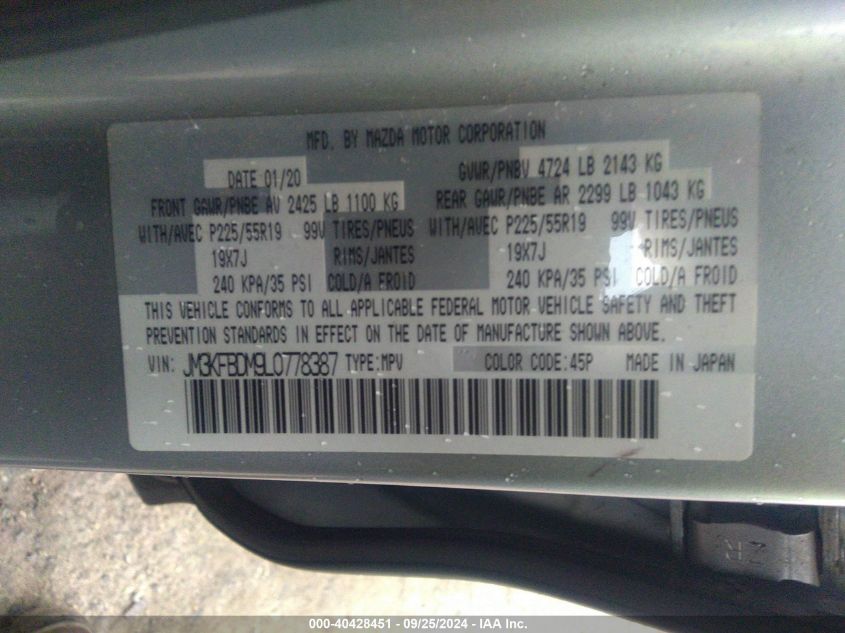 MFD. BY MAZDA MOTOR CORPORATION
DATE 01/20 GVWR/PNBV 4724 LB 2143 KG
FRONT GAWR/PNBE AV 2425 LB 1100 KG REAR GAWR/PNBE AR 2299 LB 1043 KG
WITH/AVEC P225/55R19 99V TIRES/PNEUS WITH/AVEC P225/55R19 99V TIRES/PNEUS
19X7J RIMS/JANTES 19X7J RIMS/JANTES
240 KPA/35 PSI COLD/A FROID 240 KPA/35 PSI COLD/A FROID
THIS VEHICLE CONFORMS TO ALL APPLICABLE FEDERAL MOTOR VEHICLE SAFETY AND THEFT
PREVENTION STANDARDS IN EFFECT ON THE DATE OF MANUFACTURE SHOWN ABOVE.
VIN: JM3KFBDM9L0778387 TYPE:MPV COLOR CODE:45P MADE IN JAPAN
000-40428451 - 09/25/2024 - IAA Inc.